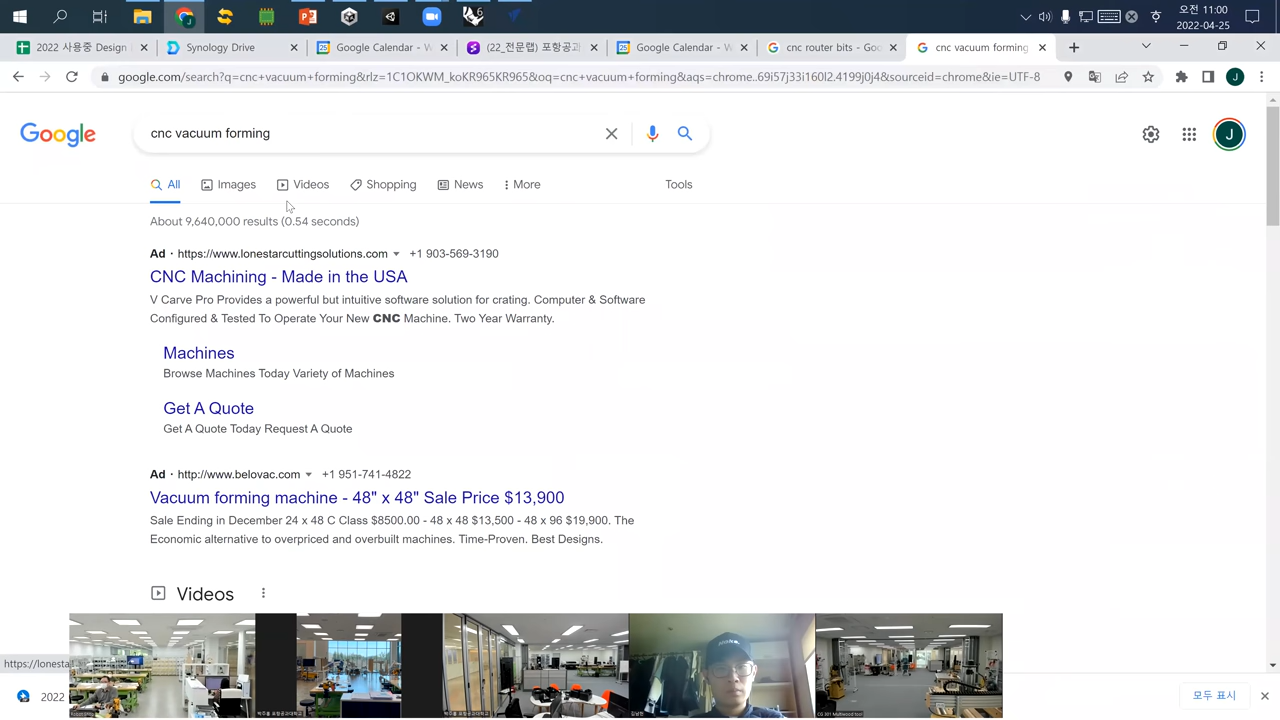 오전 11:00
2022-04-25
6
2022 사용중 Design
Synology Drive
Google Calendar - W
(22_전문랩) 포항공과
Google Calendar - W
cnc router bits - Goo
cnc vacuum forming
google.com/search?q=cnc+vacuum+forming&rlz=1C1OKWM_koKR965KR965&oq=cnc+vacuum+forming&aqs=chrome..69i57j33i160l2.4199j0j4&sourceid=chrome&ie=UTF-8
J
Google
cnc vacuum forming
J
All
Images
Videos
Shopping
News
More
Tools
About 9,640,000 results (0.54 seconds)
Ad · https://www.lonestarcuttingsolutions.com +1 903-569-3190
CNC Machining - Made in the USA
V Carve Pro Provides a powerful but intuitive software solution for crating. Computer & Software
Configured & Tested To Operate Your New CNC Machine. Two Year Warranty.
Machines
Browse Machines Today Variety of Machines
Get A Quote
Get A Quote Today Request A Quote
Ad · http://www.belovac.com +1 951-741-4822
Vacuum forming machine - 48" x 48" Sale Price $13,900
Sale Ending in December 24 x 48 C Class $8500.00 - 48 x 48 $13,500 - 48 x 96 $19,900. The
Economic alternative to overpriced and overbuilt machines. Time-Proven. Best Designs.
Videos
https://lonesta
2022
모두 표시